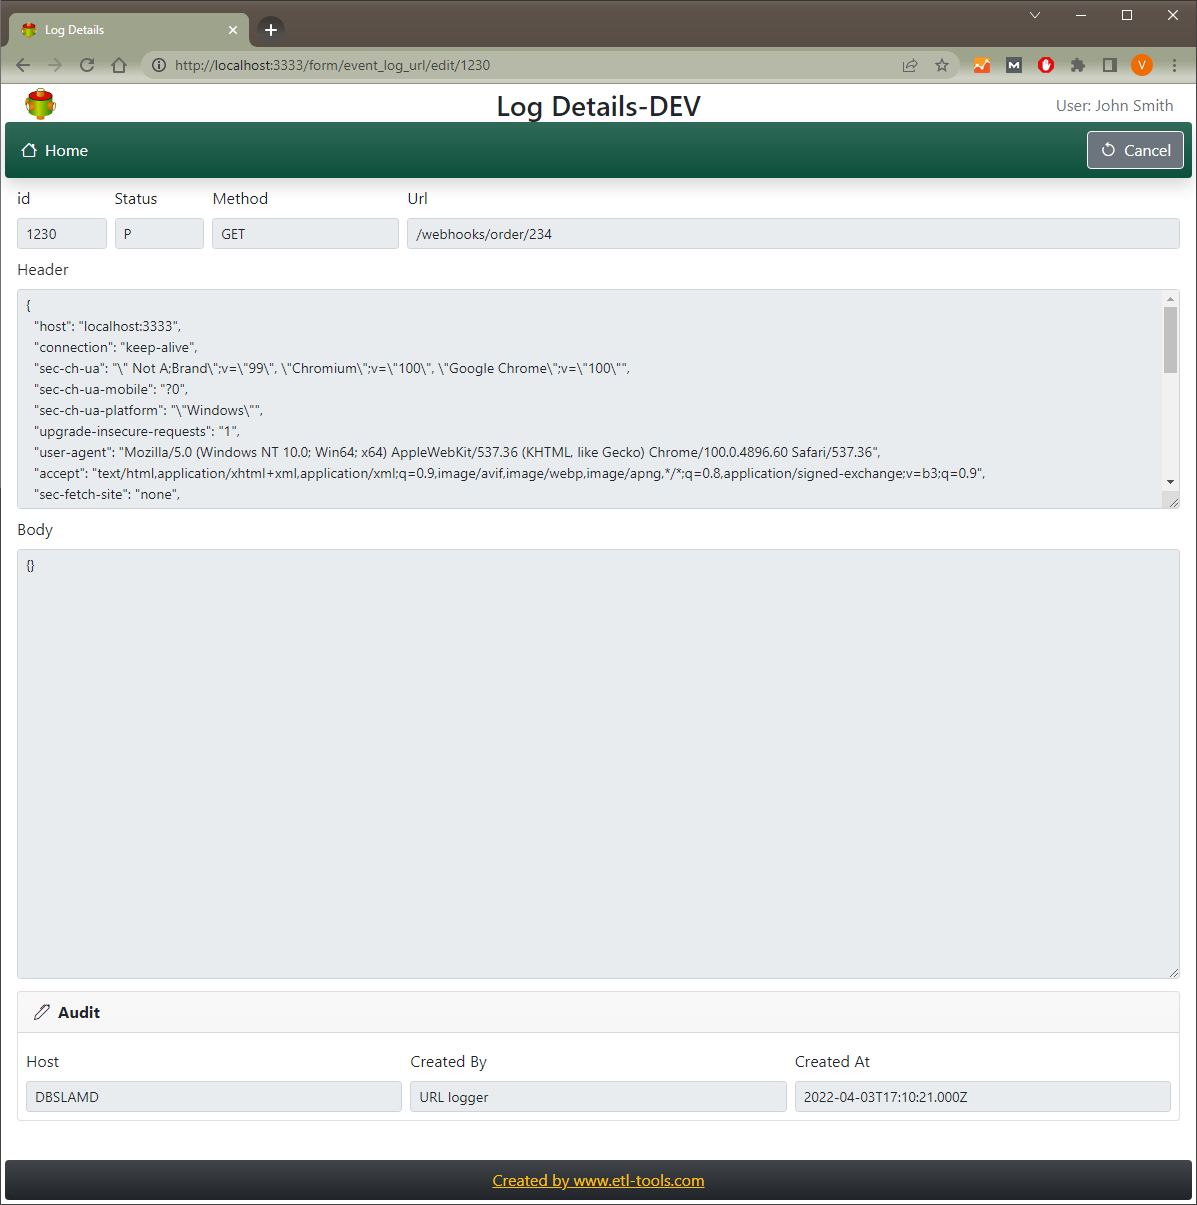 Log Details
http://localhost:3333/form/event_log_url/edit/1230
M
V
Log Details-DEV
User: John Smith
Home
Cancel
id Status Method Url
1230 P GET /webhooks/order/234
Header
{
"host": "localhost:3333",
"connection": "keep-alive",
"sec-ch-ua": "\" Not A;Brand\";v=\"99\", \"Chromium\";v=\"100\", \"Google Chrome\";v=\"100\"",
"sec-ch-ua-mobile": "?0",
"sec-ch-ua-platform": "\"Windows\"",
"upgrade-insecure-requests": "1",
"user-agent": "Mozilla/5.0 (Windows NT 10.0; Win64; x64) AppleWebKit/537.36 (KHTML, like Gecko) Chrome/100.0.4896.60 Safari/537.36",
"accept": "text/html,application/xhtml+xml,application/xml;q=0.9,image/avif,image/webp,image/apng,*/*;q=0.8,application/signed-exchange;v=b3;q=0.9",
"sec-fetch-site": "none",
Body
{}
Audit
Host Created By Created At
DBSLAMD URL logger 2022-04-03T17:10:21.000Z
Created by www.etl-tools.com